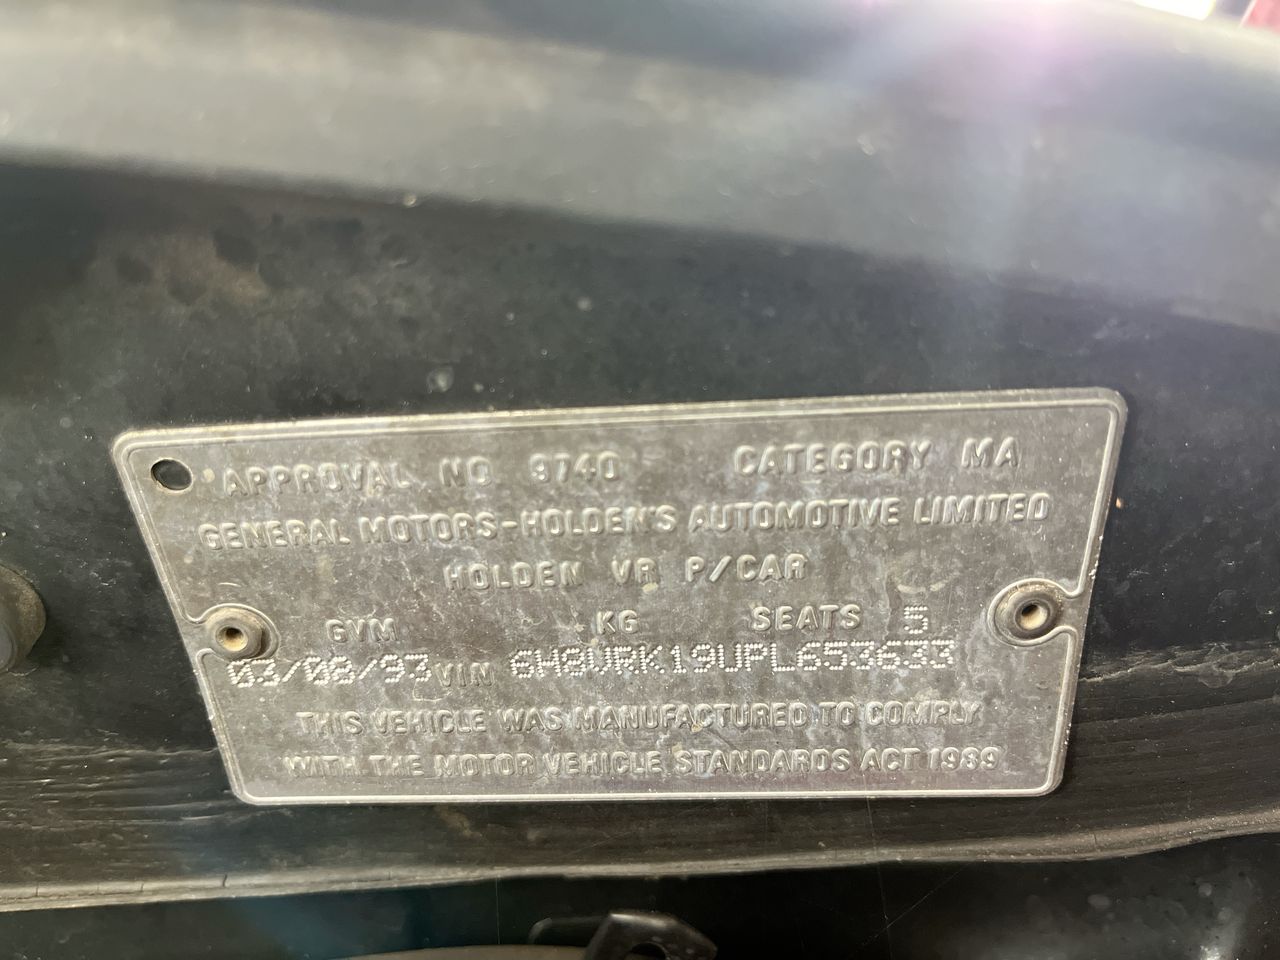 APPROVAL NO 9740 CATEGORY MA
GENERAL MOTORS-HOLDEN'S AUTOMOTIVE LIMITED
HOLDEN VR P/CAR
GVM KG SEATS 5
03/08/93 VIN 6H8VRK19UPL653633
THIS VEHICLE WAS MANUFACTURED TO COMPLY
WITH THE MOTOR VEHICLE STANDARDS ACT 1989